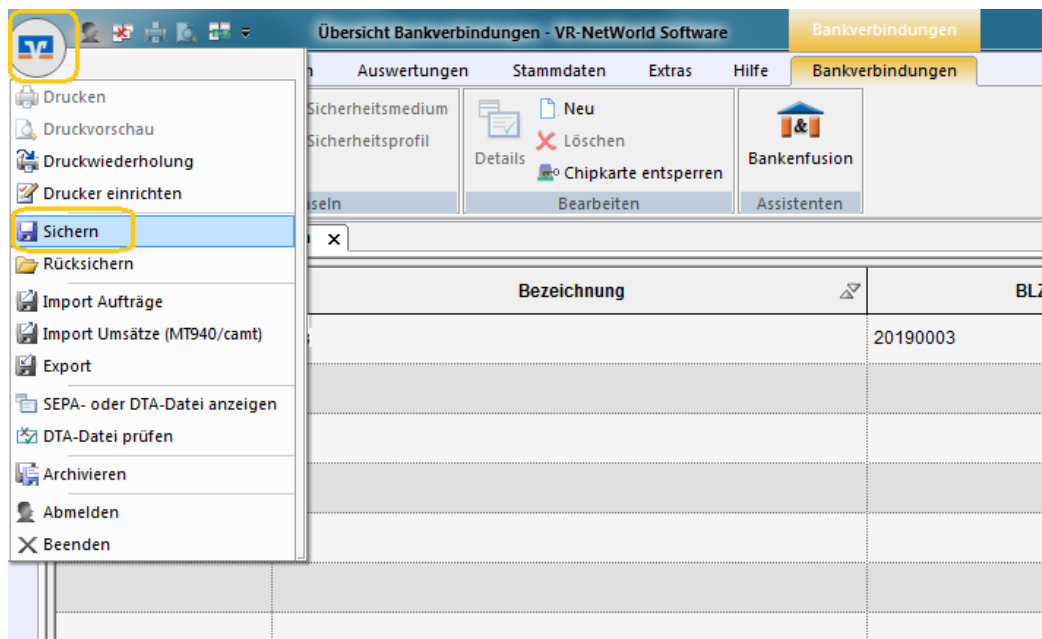 Übersicht Bankverbindungen - VR-NetWorld Software
Bankverbindungen
Auswertungen
Stammdaten
Extras
Hilfe
Bankverbindungen
Drucken
Druckvorschau
Druckwiederholung
Drucker einrichten
Sichern
Rücksichern
Import Aufträge
Import Umsätze (MT940/camt)
Export
SEPA- oder DTA-Datei anzeigen
DTA-Datei prüfen
Archivieren
Abmelden
Beenden
Sicherheitsmedium
Sicherheitsprofil
Details
Neu
Löschen
Chipkarte entsperren
Bearbeiten
&
Bankenfusion
Assistenten
Bezeichnung
BLZ
20190003